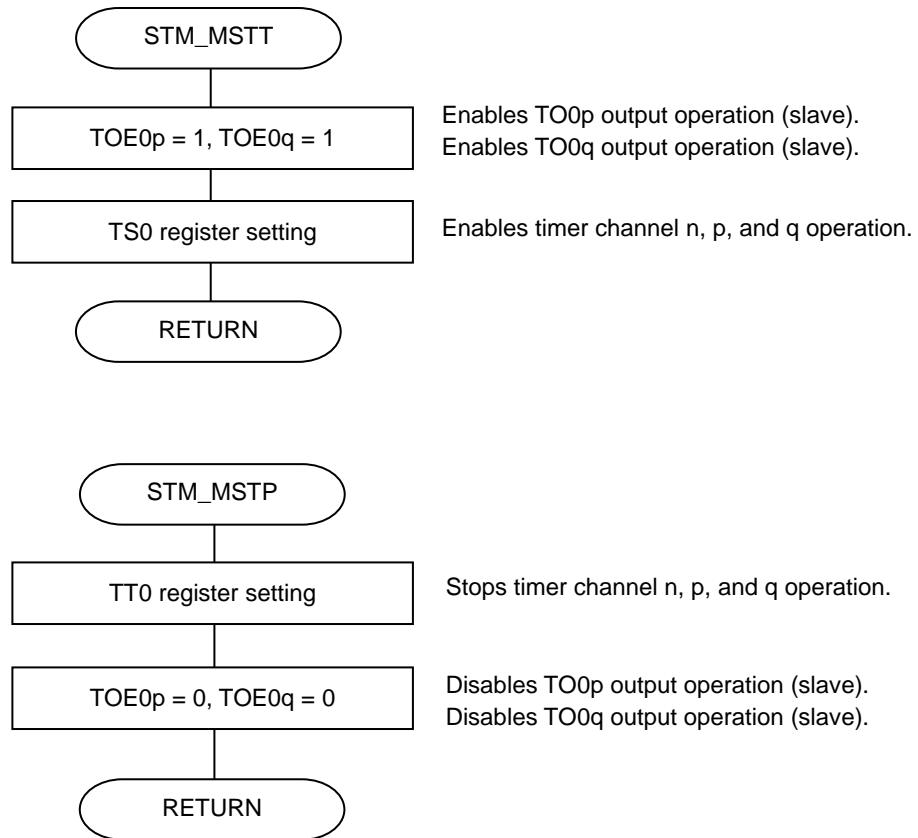 STM_MSTT
TOE0p = 1, TOE0q = 1
Enables TO0p output operation (slave).
Enables TO0q output operation (slave).
TS0 register setting
Enables timer channel n, p, and q operation.
RETURN
STM_MSTP
TT0 register setting
Stops timer channel n, p, and q operation.
TOE0p = 0, TOE0q = 0
Disables TO0p output operation (slave).
Disables TO0q output operation (slave).
RETURN